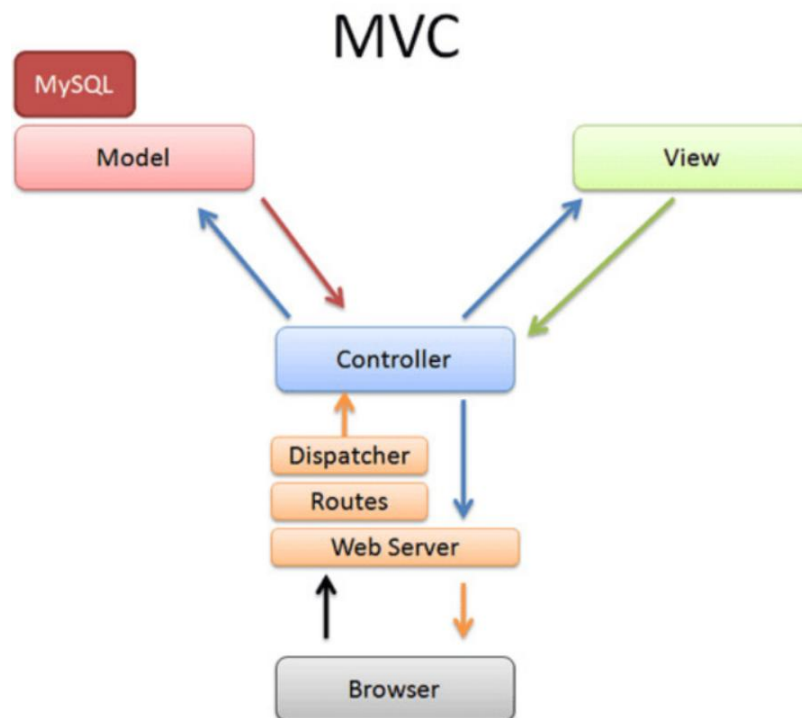 MVC
MySQL
Model
View
Controller
Dispatcher
Routes
Web Server
Browser